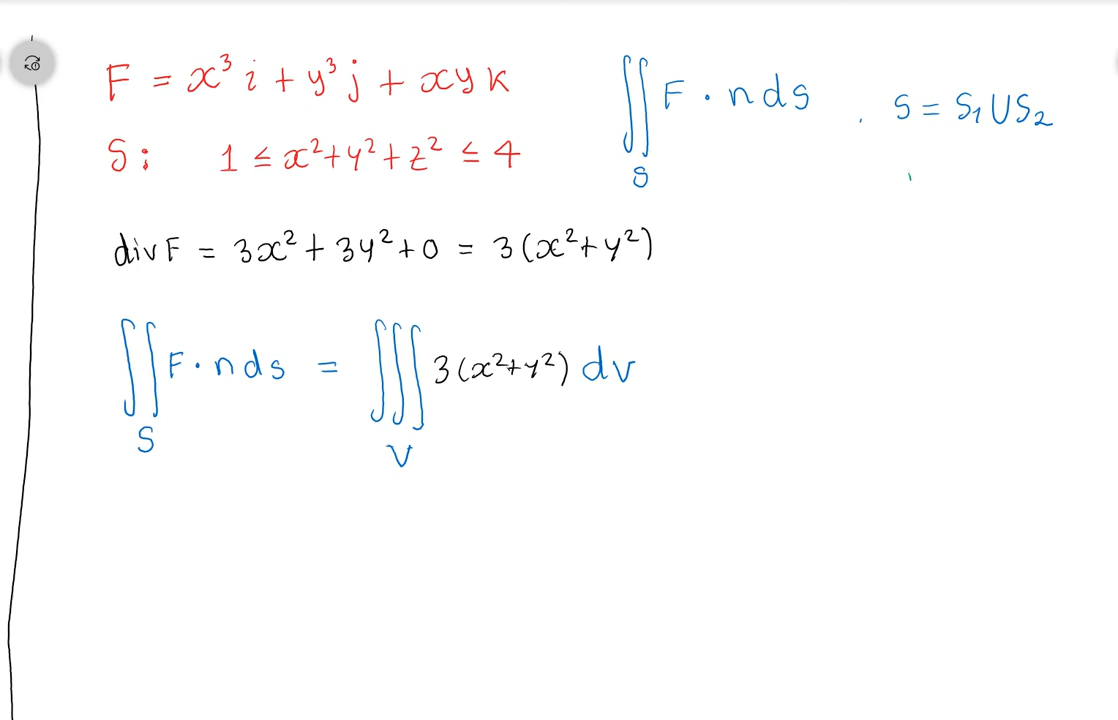 F = x³ i + y³ j + xy k
∬_S F · n ds . S = S₁ ∪ S₂
S : 1 ≤ x² + y² + z² ≤ 4
div F = 3x² + 3y² + 0 = 3(x² + y²)
∬_S F · n ds = ∭_V 3(x² + y²) dv